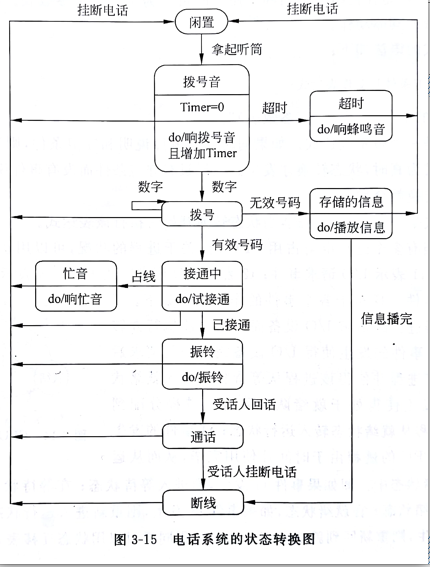 挂断电话
挂断电话
闲置
拿起听筒
拨号音
Timer=0
do/响拨号音
且增加Timer
超时
超时
do/响蜂鸣音
数字
数字
拨号
无效号码
存储的信息
do/播放信息
有效号码
忙音
do/响忙音
占线
接通中
do/试接通
信息播完
已接通
振铃
do/振铃
受话人回话
通话
受话人挂断电话
断线
图 3-15 电话系统的状态转换图